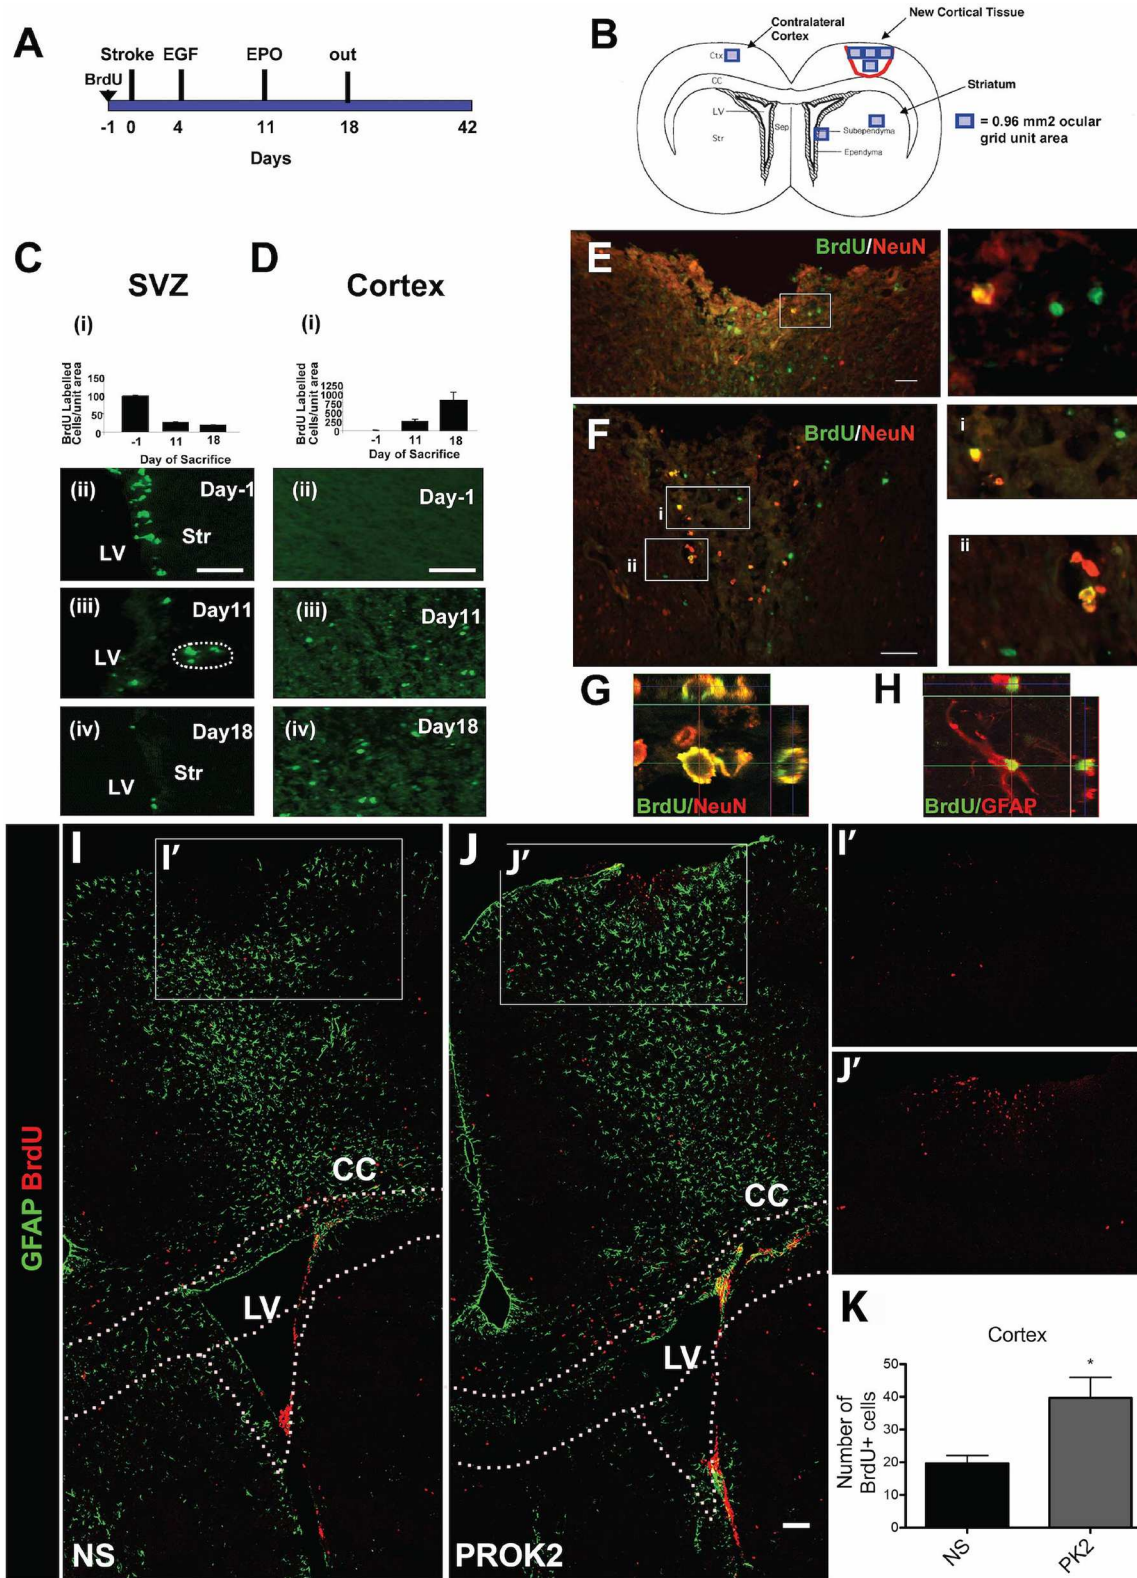 A
Stroke EGF EPO out
BrdU
-1 0 4 11 18 42
Days
B
Contralateral
Cortex
New Cortical Tissue
Ctx
CC
Striatum
LV
Sep
Subependyma
Str
Ependyma
= 0.96 mm2 ocular
grid unit area
C
SVZ
(i)
BrdU Labelled
Cells/unit area
150
100
50
0
-1 11 18
Day of Sacrifice
(ii) Day-1
LV Str
(iii) Day11
LV
(iv) Day18
LV Str
D
Cortex
(i)
BrdU Labelled
Cells/unit area
1250
1000
750
500
250
0
-1 11 18
Day of Sacrifice
(ii) Day-1
(iii) Day11
(iv) Day18
E
BrdU/NeuN
F
BrdU/NeuN
i
ii
i
ii
G
BrdU/NeuN
H
BrdU/GFAP
GFAP BrdU
I
I'
CC
LV
NS
J
J'
CC
LV
PROK2
I'
J'
K
Cortex
Number of
BrdU+ cells
50
40
30
20
10
0
*
NS PK2